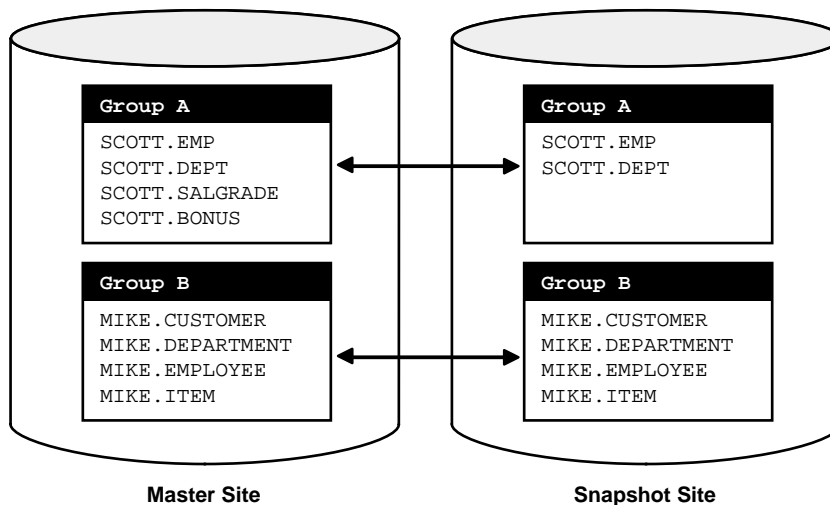 Group A
SCOTT.EMP
SCOTT.DEPT
SCOTT.SALGRADE
SCOTT.BONUS
Group B
MIKE.CUSTOMER
MIKE.DEPARTMENT
MIKE.EMPLOYEE
MIKE.ITEM
Master Site
Group A
SCOTT.EMP
SCOTT.DEPT
Group B
MIKE.CUSTOMER
MIKE.DEPARTMENT
MIKE.EMPLOYEE
MIKE.ITEM
Snapshot Site